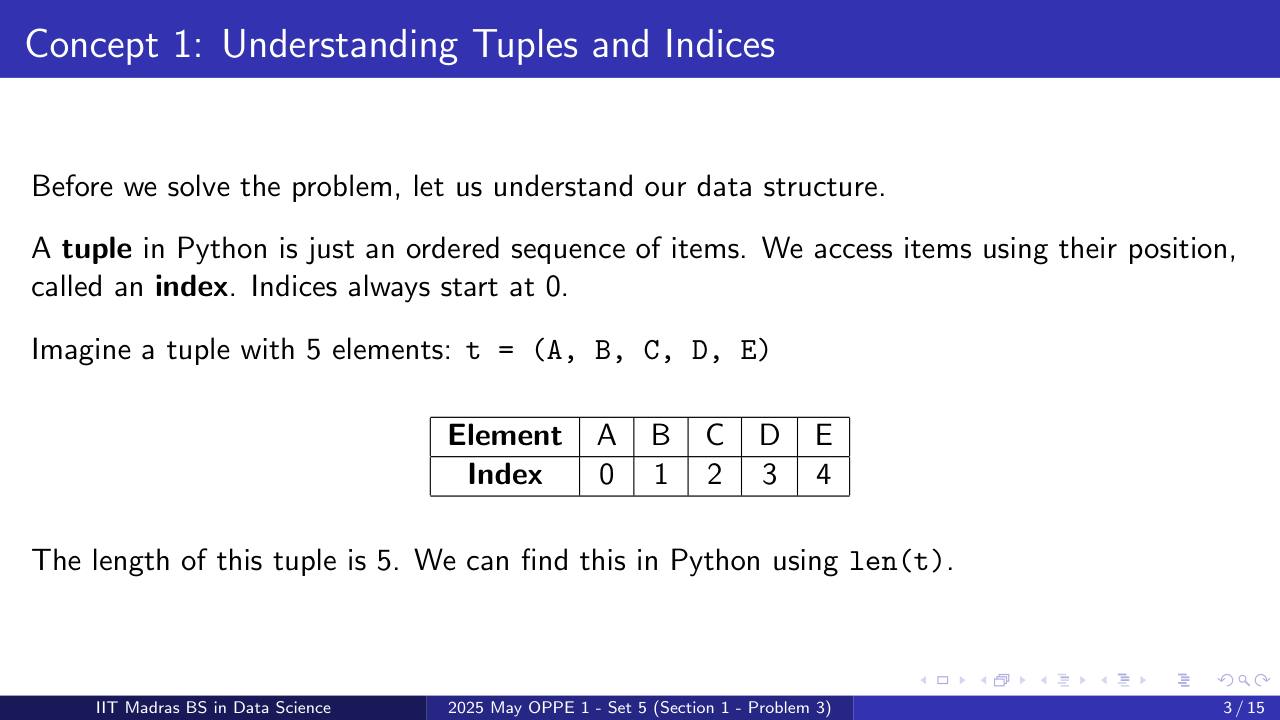 Concept 1: Understanding Tuples and Indices
Before we solve the problem, let us understand our data structure.
A tuple in Python is just an ordered sequence of items. We access items using their position,
called an index. Indices always start at 0.
Imagine a tuple with 5 elements: t = (A, B, C, D, E)
Element A B C D E
Index 0 1 2 3 4
The length of this tuple is 5. We can find this in Python using len(t).
IIT Madras BS in Data Science 2025 May OPPE 1 - Set 5 (Section 1 - Problem 3) 3 / 15